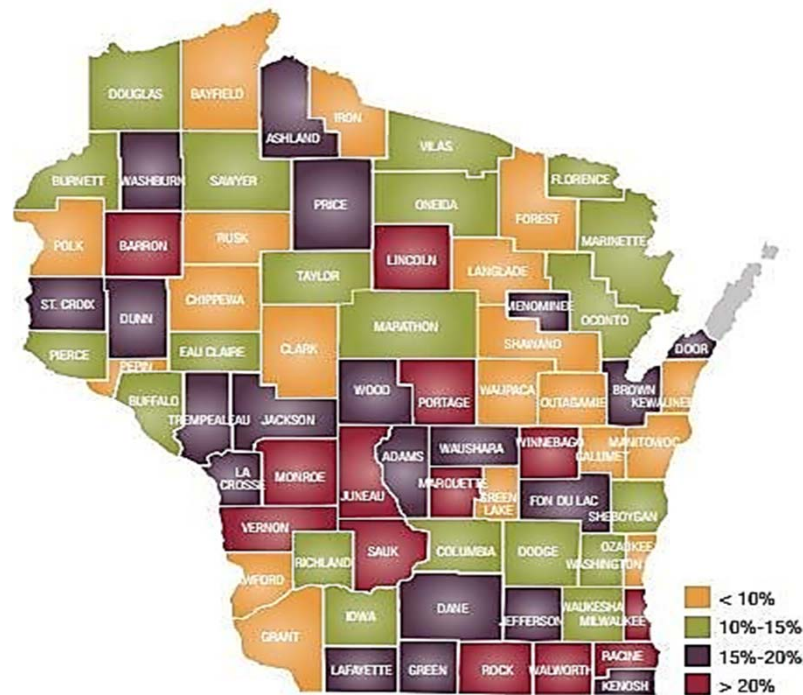 DOUGLAS
BAYFIELD
IRON
ASHLAND
VILAS
BURNETT
WASHBURN
SAWYER
FLORENCE
PRICE
ONEIDA
FOREST
MARINETTE
POLK
BARRON
RUSK
LINCOLN
LANGLADE
TAYLOR
CHIPPEWA
ST. CROIX
DUNN
MENOMINEE
OCONTO
MARATHON
PIERCE
EAU CLAIRE
CLARK
SHAWANO
DOOR
PEPIN
WOOD
PORTAGE
WAUPACA
OUTAGAMIE
BROWN
KEWAUNEE
BUFFALO
TREMPEALEAU
JACKSON
WINNEBAGO
MANITOWOC
ADAMS
WAUSHARA
CALUMET
LA
CROSSE
MONROE
JUNEAU
MARQUETTE
GREEN
LAKE
FON DU LAC
SHEBOYGAN
VERNON
SAUK
COLUMBIA
DODGE
OZAUKEE
RICHLAND
WASHINGTON
AWFORD
DANE
JEFFERSON
WAUKESHA
MILWAUKEE
IOWA
GRANT
LAFAYETTE
GREEN
ROCK
WALWORTH
RACINE
KENOSH
< 10%
10%-15%
15%-20%
> 20%